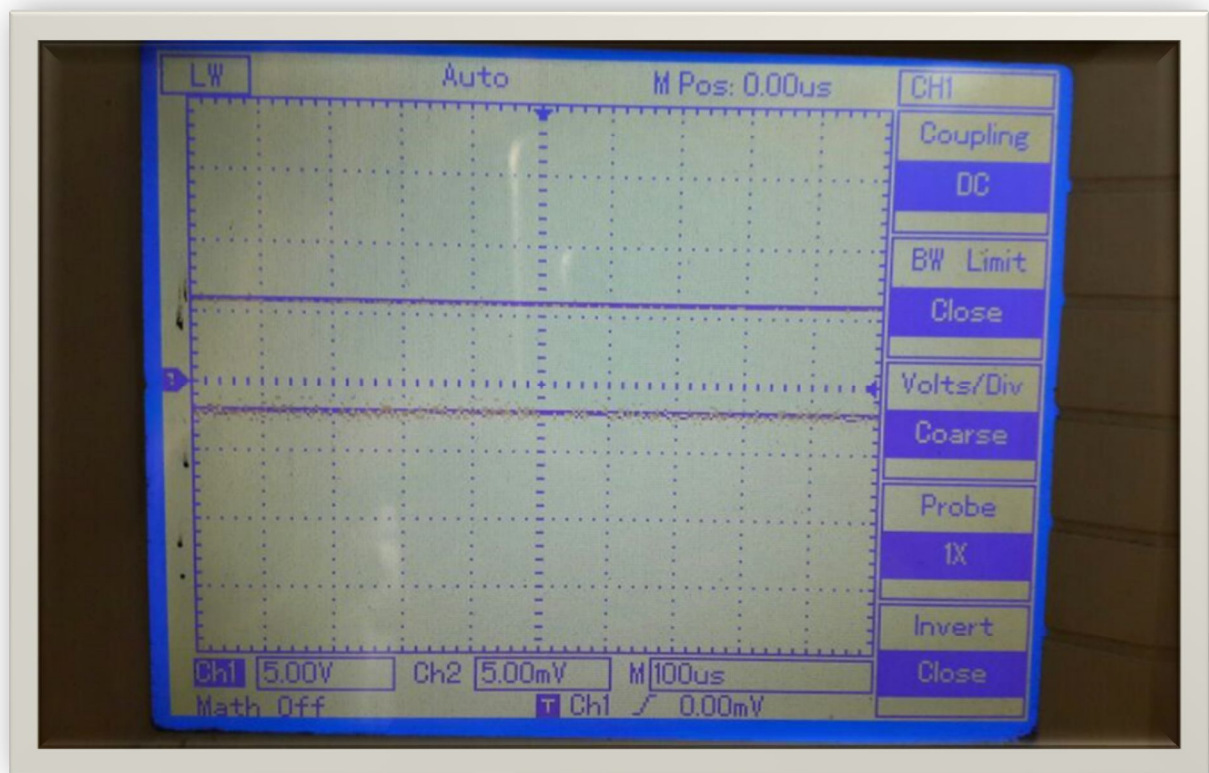 LW Auto M Pos: 0.00us CH1
Coupling
DC
BW Limit
Close
Volts/Div
Coarse
Probe
1X
Invert
Close
1
Ch1 5.00V Ch2 5.00mV M 100us
Math Off T Ch1 0.00mV